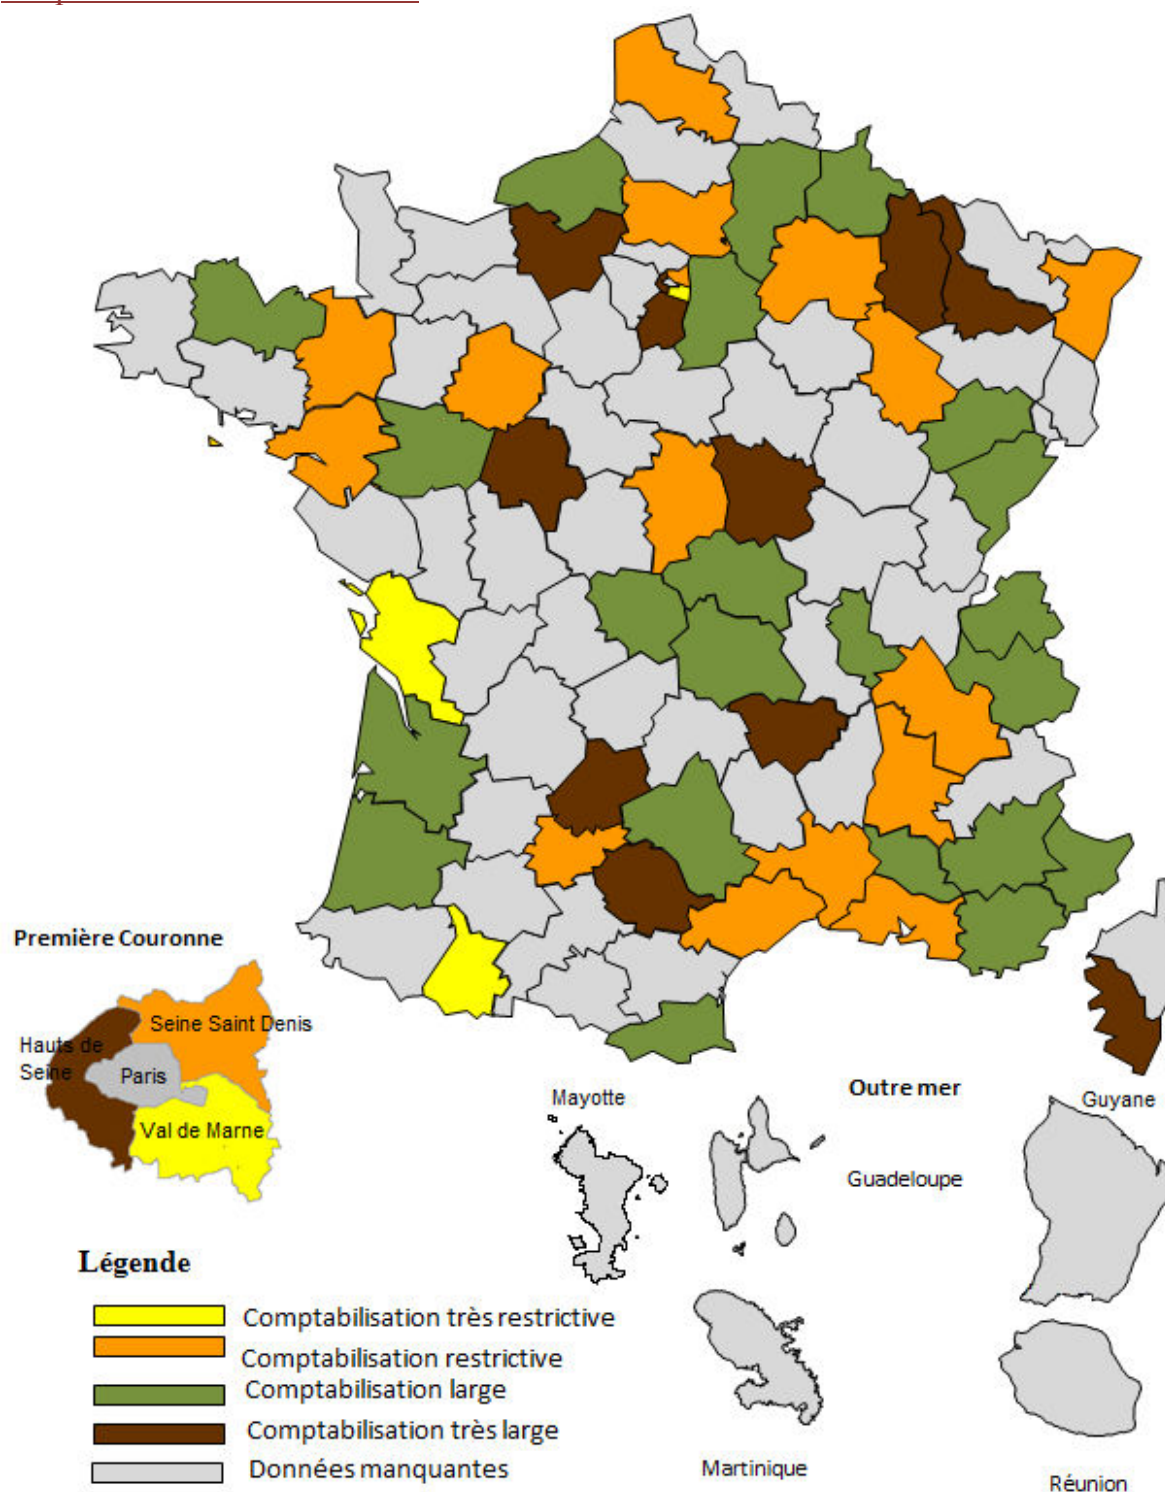 Première Couronne
Seine Saint Denis
Hauts de
Seine
Paris
Val de Marne
Mayotte
Outre mer
Guyane
Guadeloupe
Légende
Comptabilisation très restrictive
Comptabilisation restrictive
Comptabilisation large
Comptabilisation très large
Données manquantes
Martinique
Réunion